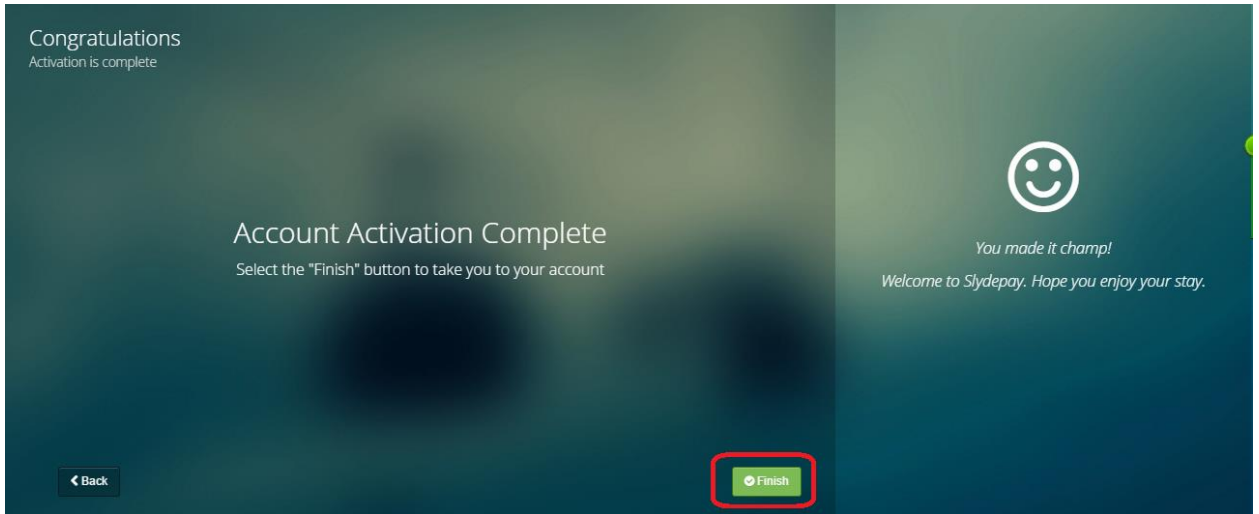 Congratulations
Activation is complete
Account Activation Complete
Select the "Finish" button to take you to your account
Back
Finish
You made it champ!
Welcome to Slydepay. Hope you enjoy your stay.